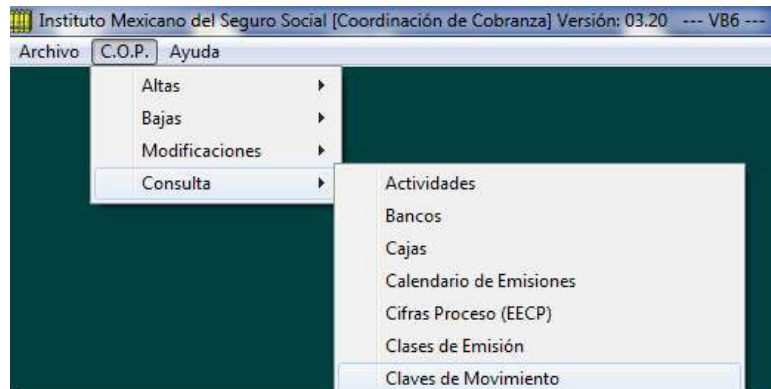 Instituto Mexicano del Seguro Social [Coordinación de Cobranza] Versión: 03.20 --- VB6 ---
Archivo C.O.P. Ayuda
Altas
Bajas
Modificaciones
Consulta
Actividades
Bancos
Cajas
Calendario de Emisiones
Cifras Proceso (EECP)
Clases de Emisión
Claves de Movimiento